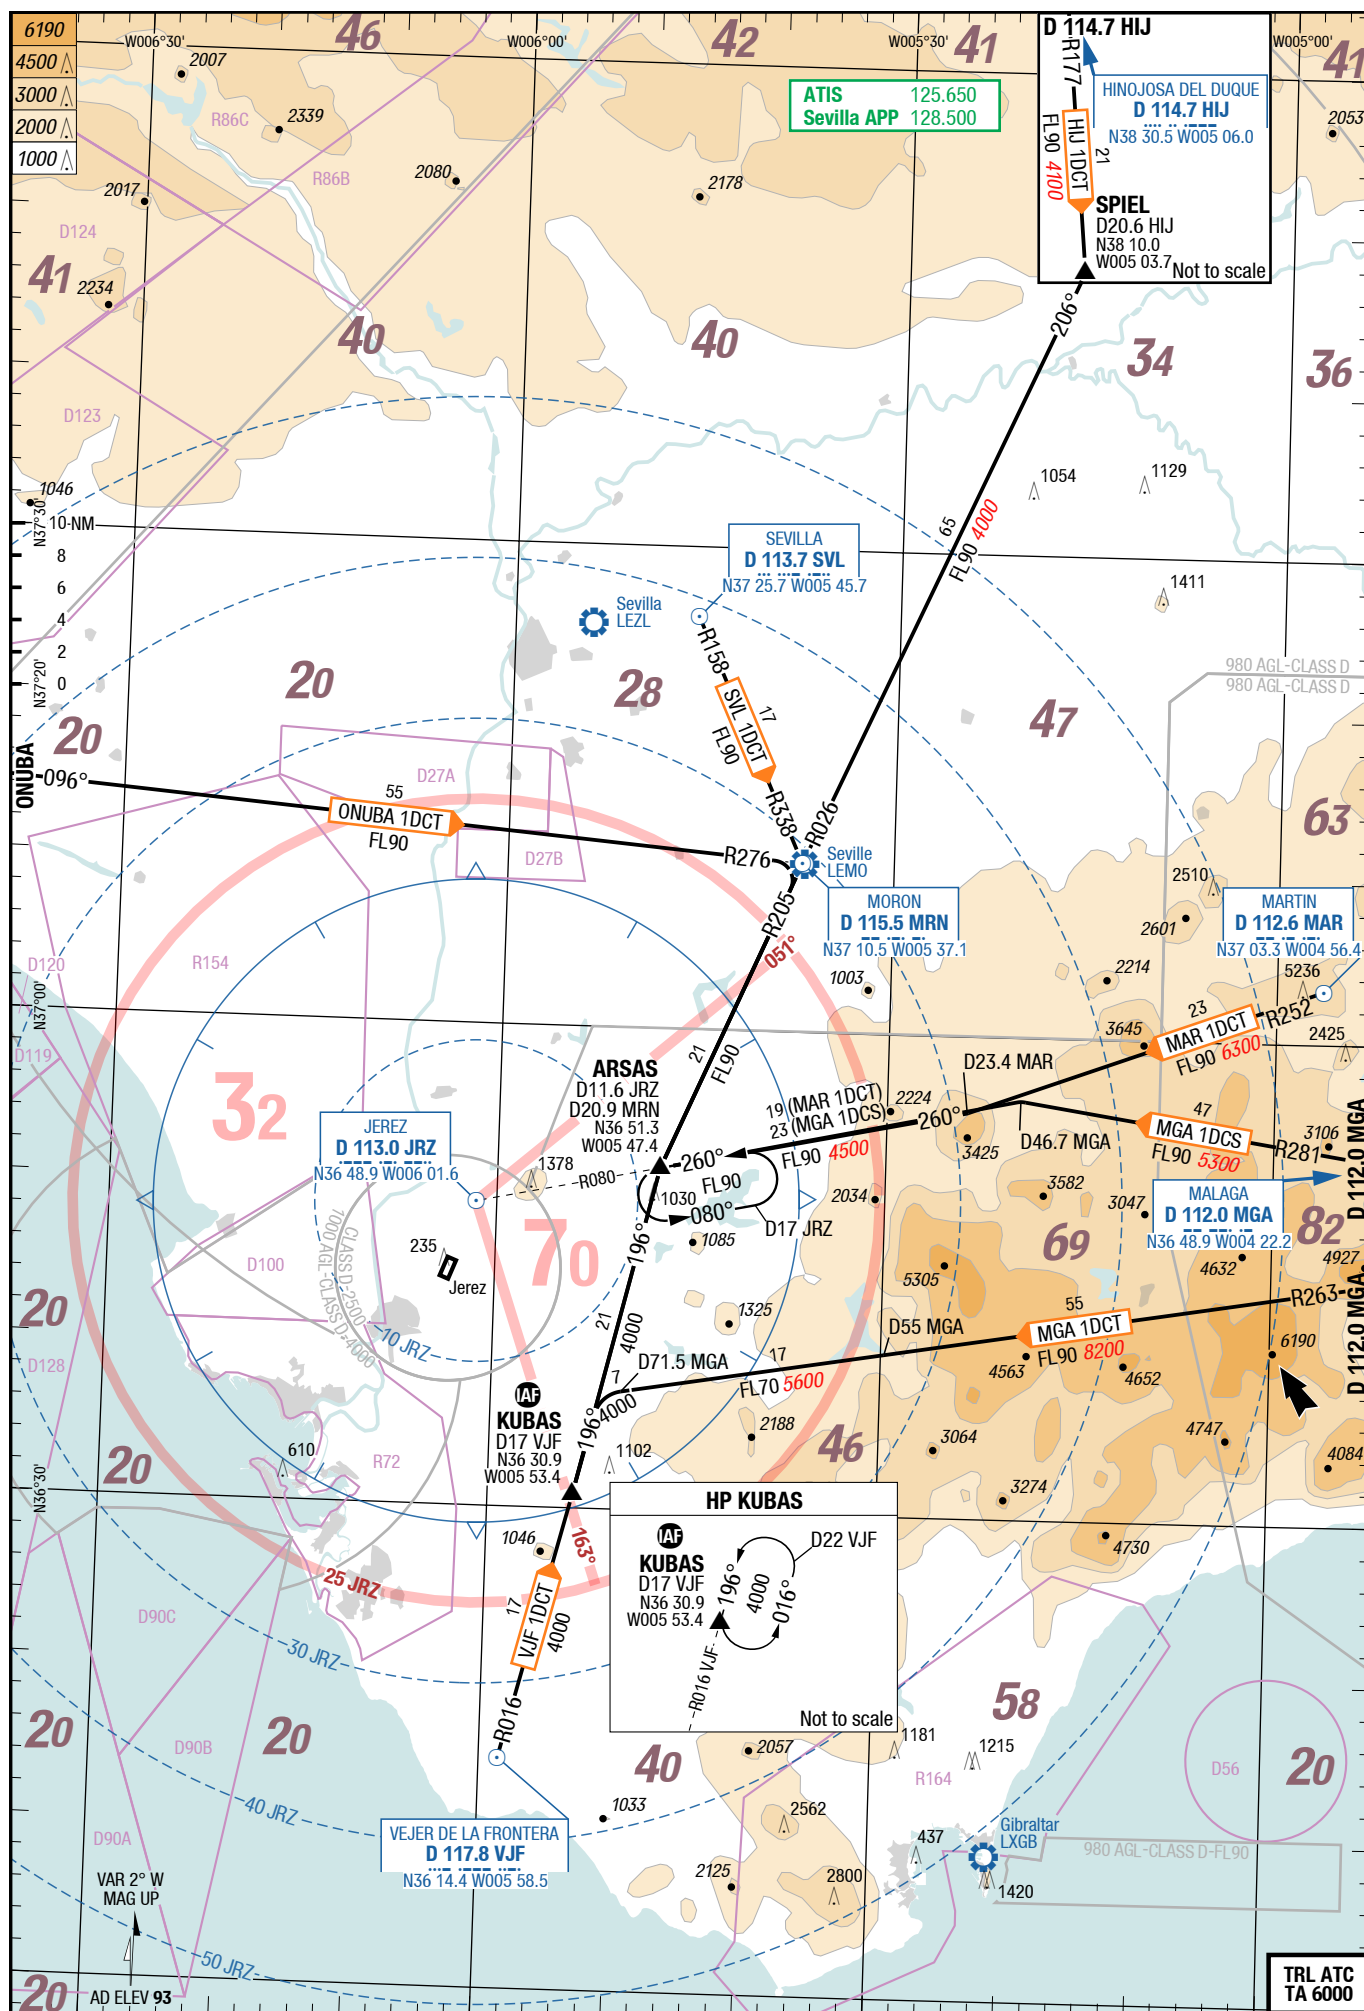 6190
4500
3000
2000
1000
W006°30'
W006°00'
W005°30'
W005°00'
46
42
41
41
2007
2339
R86C
R86B
2080
2017
2178
D124
2234
41
40
40
34
36
2053
ATIS 125.650
Sevilla APP 128.500
D 114.7 HIJ
R177
HINOJOSA DEL DUQUE
D 114.7 HIJ
N38 30.5 W005 06.0
HIJ 1DCT
21
FL90 4100
SPIEL
D20.6 HIJ
N38 10.0
W005 03.7
Not to scale
206°
D123
1046
N37°30'
10 NM
8
6
4
2
0
N37°20'
1054
1129
1411
65
FL90 4000
SEVILLA
D 113.7 SVL
N37 25.7 W005 45.7
Sevilla
LEZL
R158
SVL 1DCT
17
FL90
R338
R026
20
28
47
20
980 AGL-CLASS D
980 AGL-CLASS D
63
ONUBA
096°
55
ONUBA 1DCT
FL90
D27A
D27B
R276
Seville
LEMO
MORON
D 115.5 MRN
N37 10.5 W005 37.1
R205
051°
2510
2601
MARTIN
D 112.6 MAR
N37 03.3 W004 56.4
D120
R154
N37°00'
D119
1003
2214
5236
23
MAR 1DCT
R252
FL90 6300
3645
2425
D23.4 MAR
32
21
FL90
ARSAS
D11.6 JRZ
D20.9 MRN
N36 51.3
W005 47.4
19 (MAR 1DCT)
23 (MGA 1DCS)
2224
260°
FL90 4500
3425
D46.7 MGA
47
MGA 1DCS
FL90 5300
R281
3106
D 112.0 MGA
JEREZ
D 113.0 JRZ
N36 48.9 W006 01.6
1378
R080
260°
FL90
1030
080°
D17 JRZ
1085
2034
3582
3047
MALAGA
D 112.0 MGA
N36 48.9 W004 22.2
82
70
69
196°
235
Jerez
D100
CLASS D-2500
1000 AGL-CLASS D-4000
5305
4632
4927
20
10 JRZ
21
4000
1325
D55 MGA
55
MGA 1DCT
FL90 8200
R263
D 112.0 MGA
D128
7
D71.5 MGA
17
FL70 5600
4563
4652
6190
IAF
KUBAS
D17 VJF
N36 30.9
W005 53.4
196°
4000
2188
46
3064
4747
4084
20
610
R72
1102
3274
N36°30'
HP KUBAS
IAF
KUBAS
D17 VJF
N36 30.9
W005 53.4
196°
4000
016°
D22 VJF
R016 VJF
Not to scale
1046
163°
4730
25 JRZ
D90C
17
VJF 1DCT
4000
30 JRZ
R016
58
20
D90B
20
2057
1181
1215
R164
D56
20
40
40 JRZ
1033
2562
VEJER DE LA FRONTERA
D 117.8 VJF
N36 14.4 W005 58.5
D90A
437
Gibraltar
LXGB
980 AGL-CLASS D-FL90
VAR 2° W
MAG UP
2125
2800
1420
50 JRZ
20
AD ELEV 93
TRL ATC
TA 6000